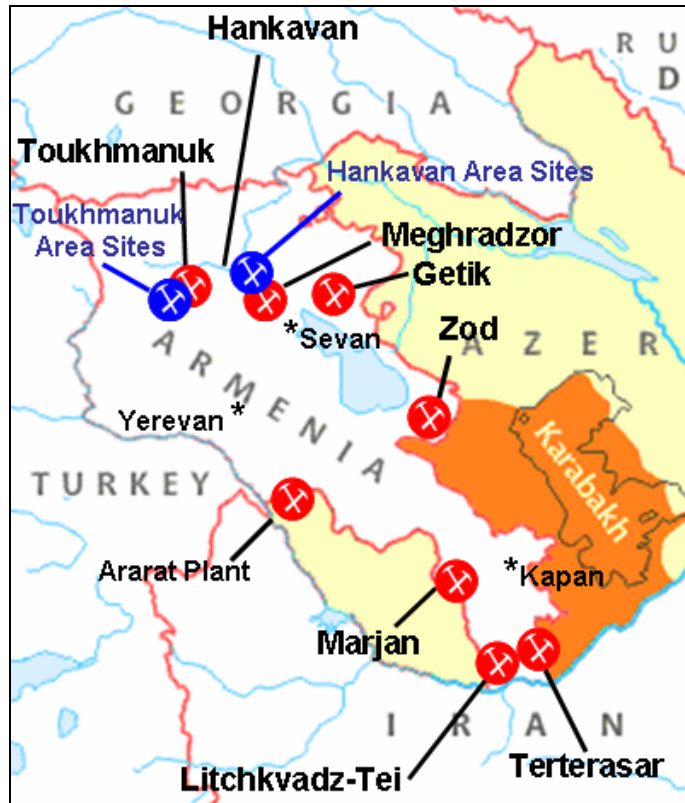 Hankavan
R U
D
G E O R G I A
Toukhmanuk
Hankavan Area Sites
Toukhmanuk
Area Sites
Meghradzor
Getik
*Sevan
Zod
A Z E R
A R M E N I A
Yerevan *
Karabakh
T U R K E Y
Ararat Plant
*Kapan
Marjan
I R A N
Terterasar
Litchkvadz-Tei